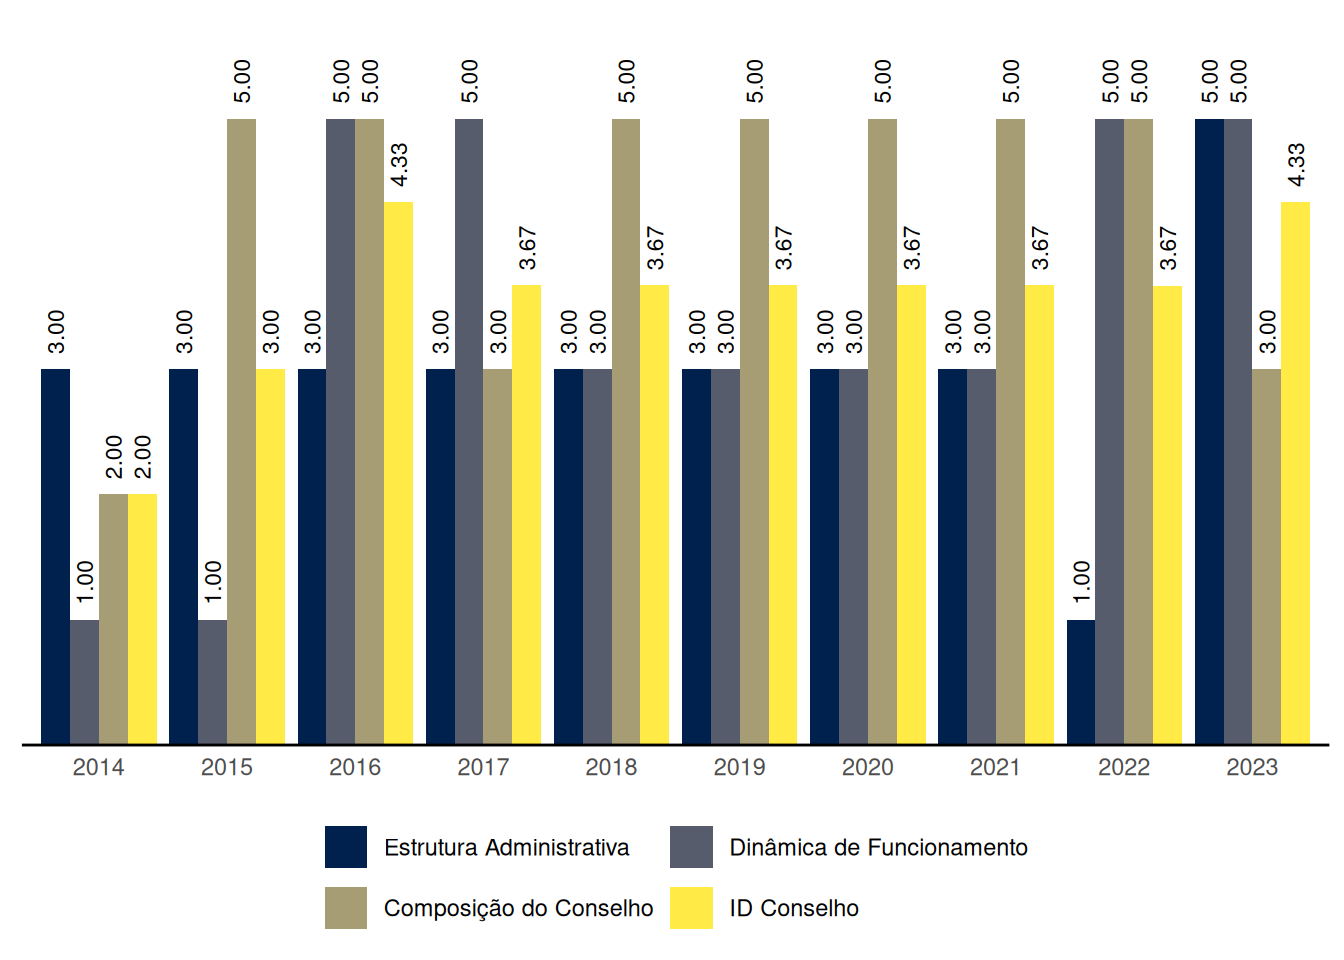 3.00 1.00 2.00 2.00 3.00 1.00 5.00 3.00 3.00 5.00 5.00 4.33 3.00 5.00 3.00 3.67 3.00 3.00 5.00 3.67 3.00 3.00 5.00 3.67 3.00 3.00 5.00 3.67 3.00 3.00 5.00 3.67 1.00 5.00 5.00 3.67 5.00 5.00 3.00 4.33
2014 2015 2016 2017 2018 2019 2020 2021 2022 2023
Estrutura Administrativa Dinâmica de Funcionamento
Composição do Conselho ID Conselho